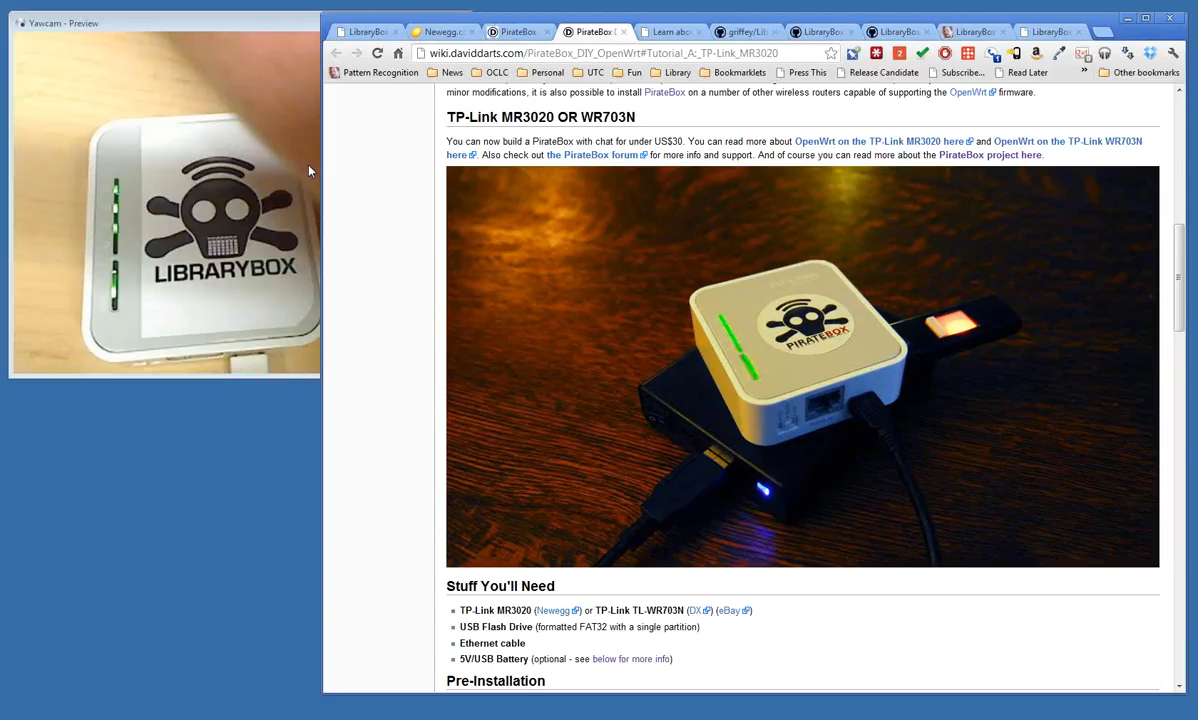 Yawcam - Preview
LIBRARYBOX
LibraryBo
Newegg.c
PirateBox
PirateBox D
Learn abou
griffey/Lib
LibraryBo
LibraryBo
LibraryBo
LibraryBo
wiki.daviddarts.com/PirateBox_DIY_OpenWrt#Tutorial_A:_TP-Link_MR3020
Pattern Recognition News OCLC Personal UTC Fun Library Bookmarklets Press This Release Candidate Subscribe... Read Later » Other bookmarks
minor modifications, it is also possible to install PirateBox on a number of other wireless routers capable of supporting the OpenWrt firmware.
TP-Link MR3020 OR WR703N
You can now build a PirateBox with chat for under US$30. You can read more about OpenWrt on the TP-Link MR3020 here and OpenWrt on the TP-Link WR703N
here. Also check out the PirateBox forum for more info and support. And of course you can read more about the PirateBox project here.
PIRATEBOX
Stuff You'll Need
TP-Link MR3020 (Newegg) or TP-Link TL-WR703N (DX) (eBay)
USB Flash Drive (formatted FAT32 with a single partition)
Ethernet cable
5V/USB Battery (optional - see below for more info)
Pre-Installation